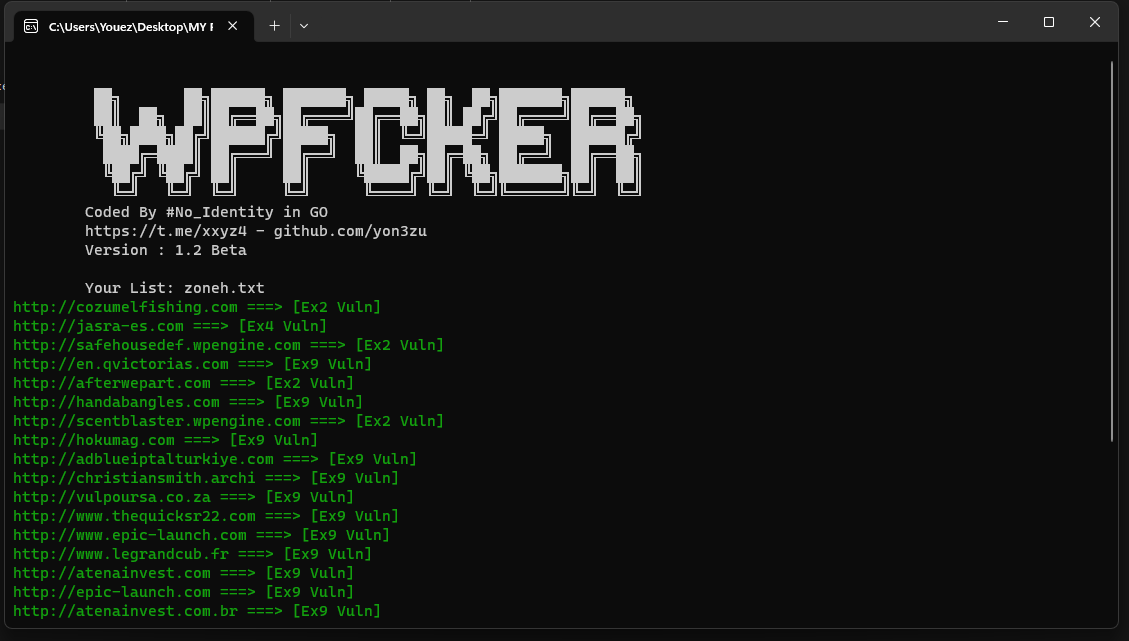 C:\Users\Youez\Desktop\MY F
WPFCKER
Coded By #No_Identity in GO
https://t.me/xxyz4 - github.com/yon3zu
Version : 1.2 Beta
Your List: zoneh.txt
http://cozumelfishing.com ===> [Ex2 Vuln]
http://jasra-es.com ===> [Ex4 Vuln]
http://safehousedef.wpengine.com ===> [Ex2 Vuln]
http://en.qvictorias.com ===> [Ex9 Vuln]
http://afterwepart.com ===> [Ex2 Vuln]
http://handabangles.com ===> [Ex9 Vuln]
http://scentblaster.wpengine.com ===> [Ex2 Vuln]
http://hokumag.com ===> [Ex9 Vuln]
http://adblueiptalturkiye.com ===> [Ex9 Vuln]
http://christiansmith.archi ===> [Ex9 Vuln]
http://vulpoursa.co.za ===> [Ex9 Vuln]
http://www.thequicksr22.com ===> [Ex9 Vuln]
http://www.epic-launch.com ===> [Ex9 Vuln]
http://www.legrandcub.fr ===> [Ex9 Vuln]
http://atenainvest.com ===> [Ex9 Vuln]
http://epic-launch.com ===> [Ex9 Vuln]
http://atenainvest.com.br ===> [Ex9 Vuln]